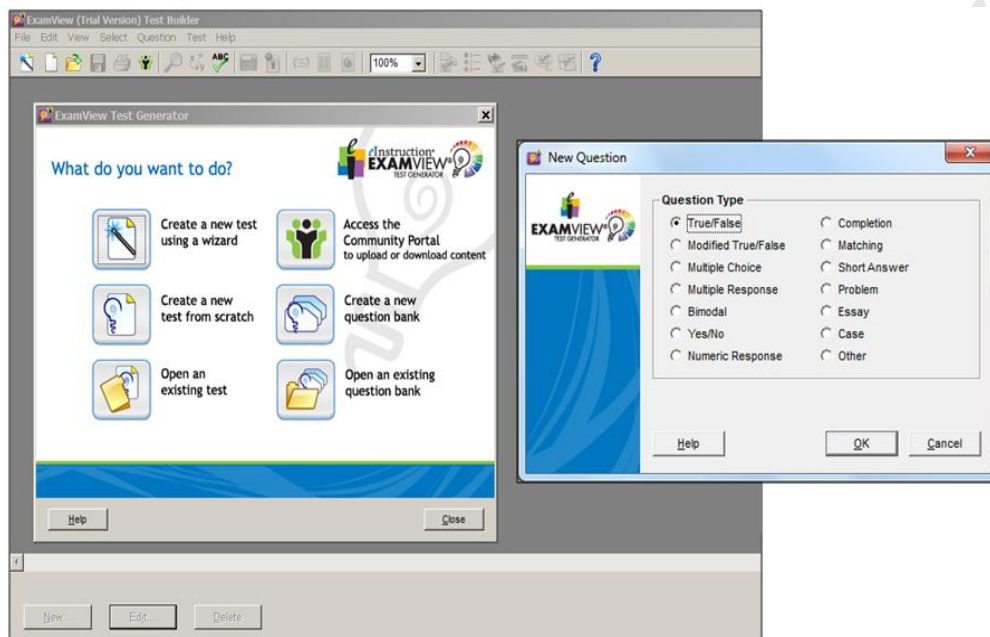 ExamView (Trial Version) Test Builder
File Edit View Select Question Test Help
ABC
100%
?
ExamView Test Generator
What do you want to do?
eInstruction
EXAMVIEW®
TEST GENERATOR
Create a new test
using a wizard
Access the
Community Portal
to upload or download content
Create a new
test from scratch
Create a new
question bank
Open an
existing test
Open an existing
question bank
Help
Close
New...
Edit...
Delete
New Question
EXAMVIEW®
TEST GENERATOR
Question Type
True/False
Modified True/False
Multiple Choice
Multiple Response
Bimodal
Yes/No
Numeric Response
Completion
Matching
Short Answer
Problem
Essay
Case
Other
Help
OK
Cancel